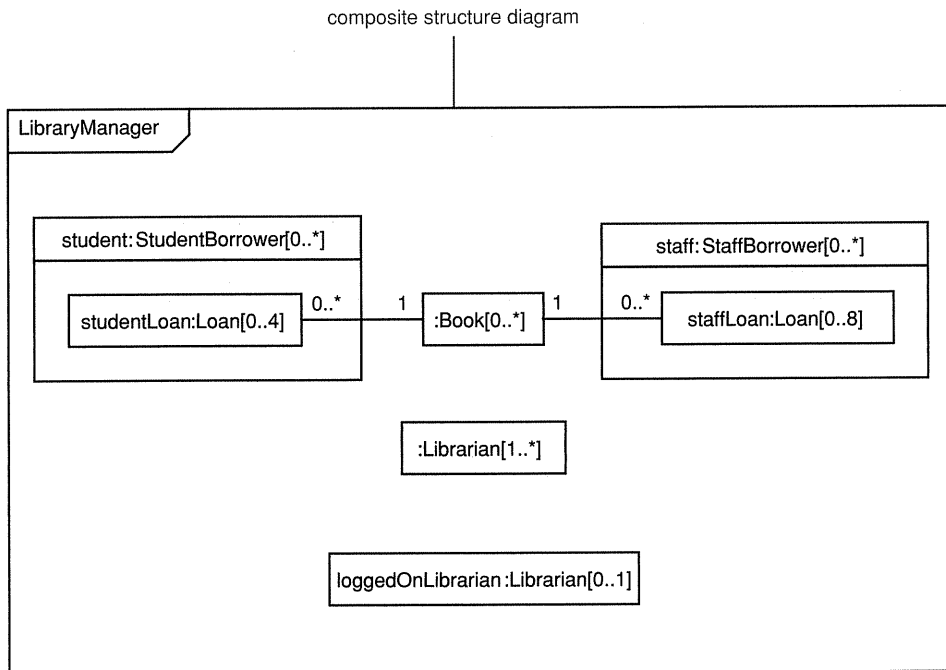 composite structure diagram
LibraryManager
student:StudentBorrower[0..*]
staff:StaffBorrower[0..*]
studentLoan:Loan[0..4]
0..*
1
:Book[0..*]
1
0..*
staffLoan:Loan[0..8]
:Librarian[1..*]
loggedOnLibrarian:Librarian[0..1]